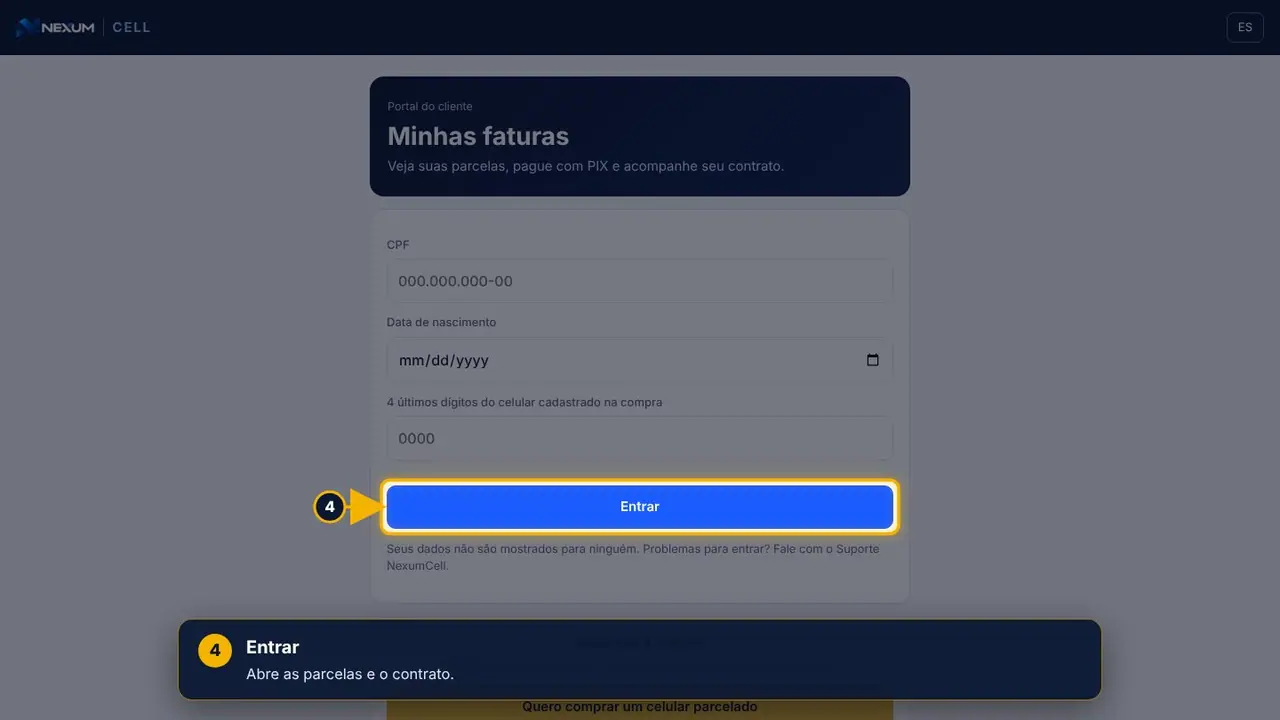 NEXUM CELL
ES
Portal do cliente
Minhas faturas
Veja suas parcelas, pague com PIX e acompanhe seu contrato.
CPF
000.000.000-00
Data de nascimento
mm/dd/yyyy
4 últimos dígitos do celular cadastrado na compra
0000
4
Entrar
Seus dados não são mostrados para ninguém. Problemas para entrar? Fale com o Suporte
NexumCell.
4
Entrar
Abre as parcelas e o contrato.
Quero comprar um celular parcelado